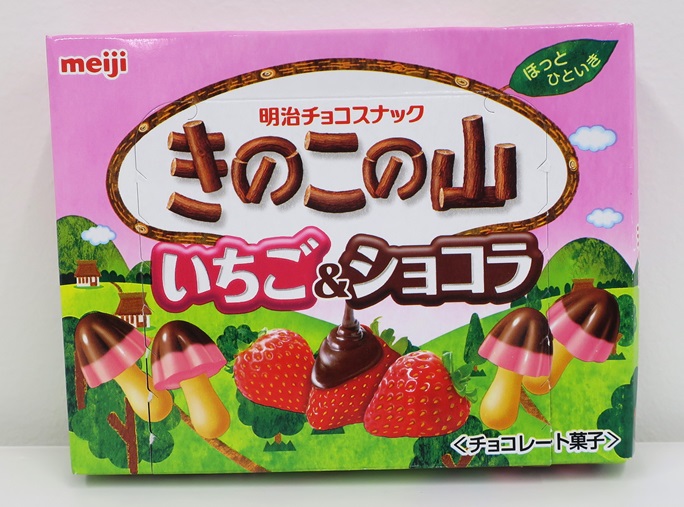 meiji
ほっと
ひといき
明治チョコスナック
きのこの山
いちご&ショコラ
≪チョコレート菓子≫